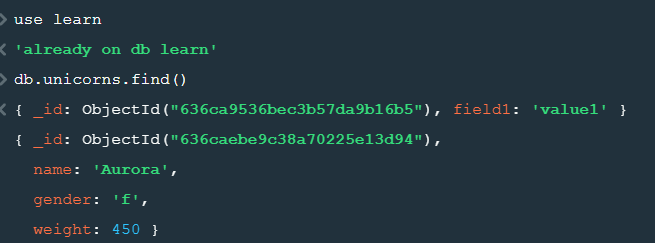 use learn
'already on db learn'
db.unicorns.find()
{ _id: ObjectId("636ca9536bec3b57da9b16b5"), field1: 'value1' }
{ _id: ObjectId("636caebe9c38a70225e13d94"),
name: 'Aurora',
gender: 'f',
weight: 450 }